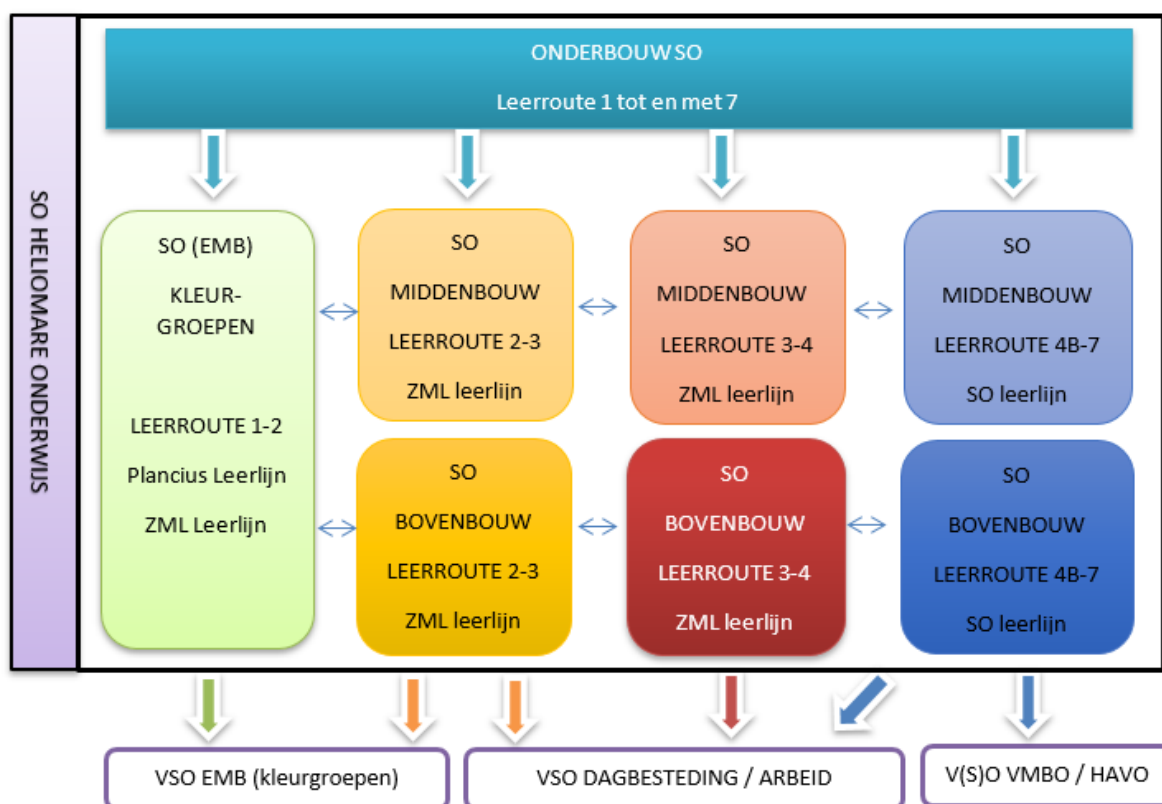 SO HELIOMARE ONDERWIJS
ONDERBOUW SO
Leerroute 1 tot en met 7
SO (EMB)
KLEUR-
GROEPEN
LEERROUTE 1-2
Plancius Leerlijn
ZML Leerlijn
SO
MIDDENBOUW
LEERROUTE 2-3
ZML leerlijn
SO
MIDDENBOUW
LEERROUTE 3-4
ZML leerlijn
SO
MIDDENBOUW
LEERROUTE 4B-7
SO leerlijn
SO
BOVENBOUW
LEERROUTE 2-3
ZML leerlijn
SO
BOVENBOUW
LEERROUTE 3-4
ZML leerlijn
SO
BOVENBOUW
LEERROUTE 4B-7
SO leerlijn
VSO EMB (kleurgroepen)
VSO DAGBESTEDING / ARBEID
V(S)O VMBO / HAVO